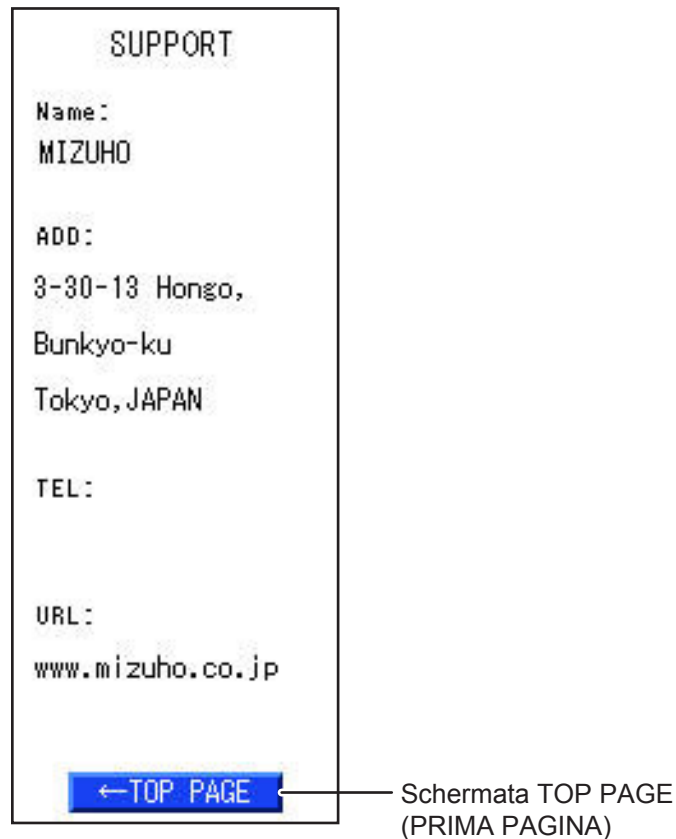 SUPPORT
Name:
MIZUHO
ADD:
3-30-13 Hongo,
Bunkyo-ku
Tokyo,JAPAN
TEL:
URL:
www.mizuho.co.jp
←TOP PAGE
Schermata TOP PAGE
(PRIMA PAGINA)